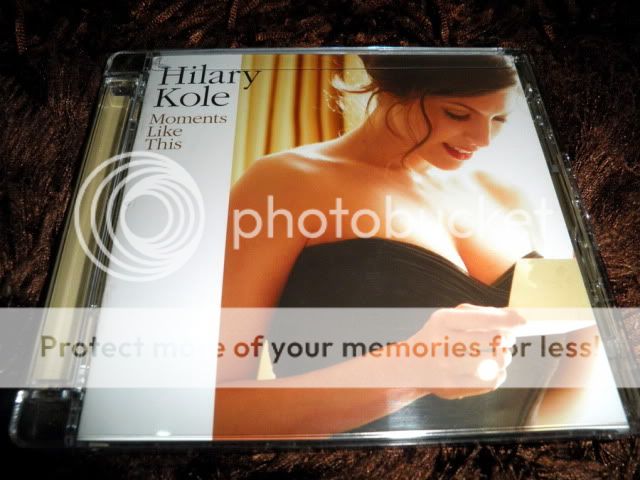 Hilary
Kole
Moments
Like
This
photobucket
Protect more of your memories for less!